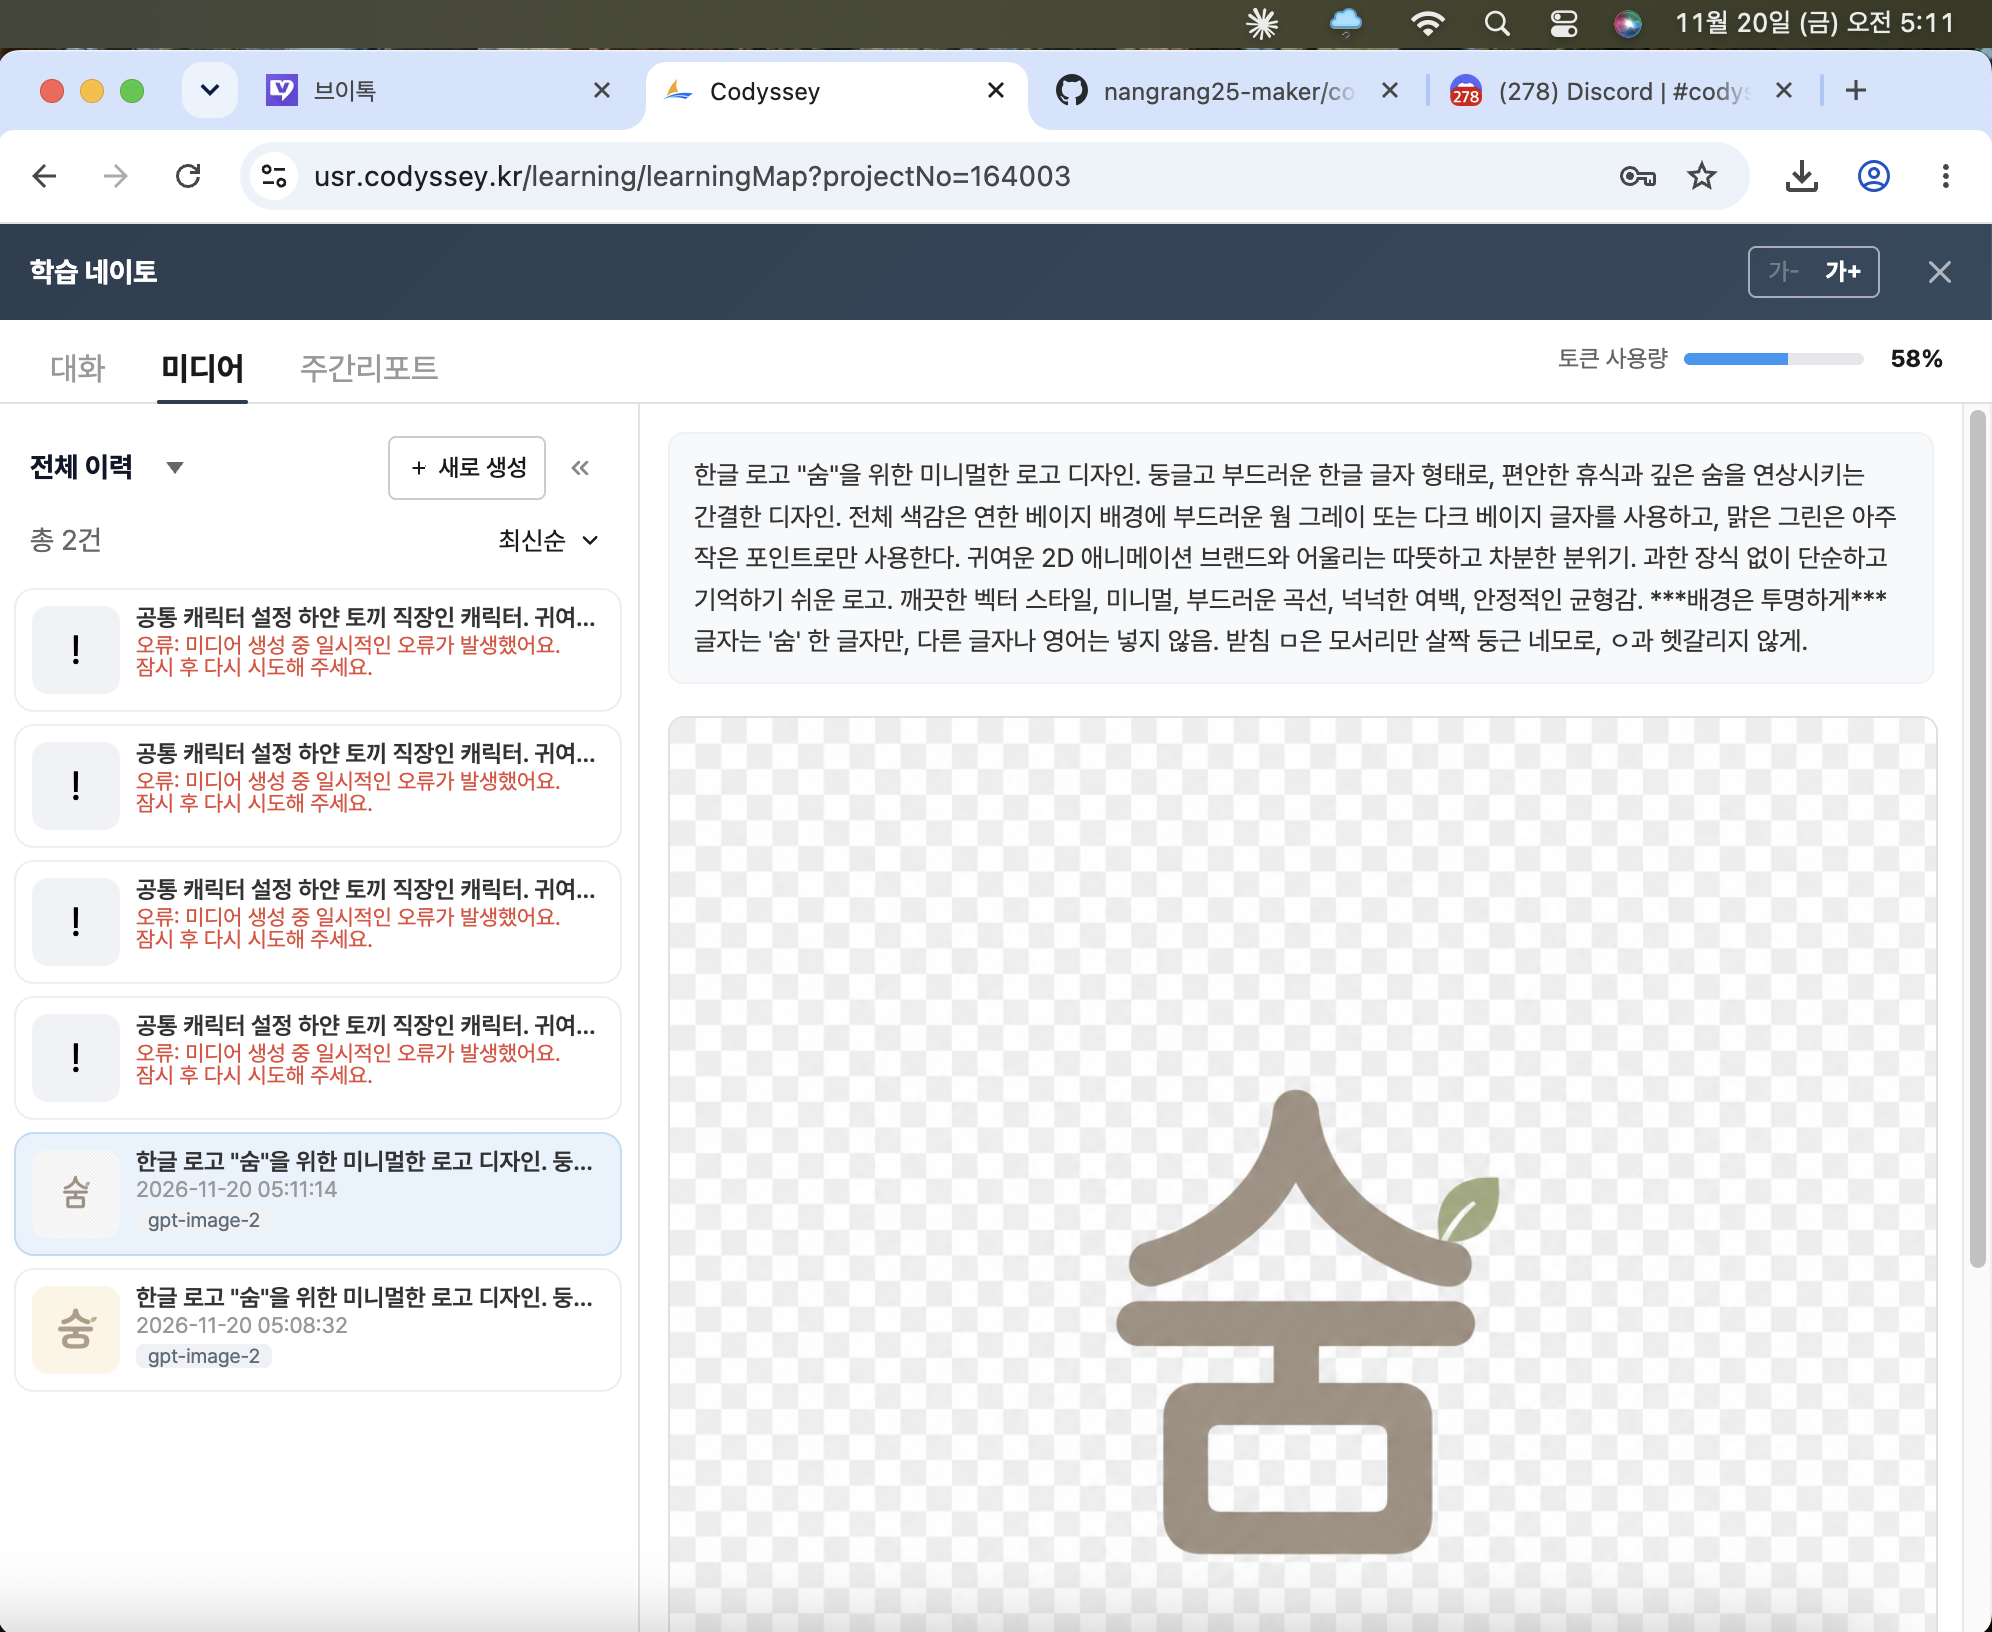 11월 20일 (금) 오전 5:11
브이톡
Codyssey
nangrang25-maker/co
278
(278) Discord | #codys
usr.codyssey.kr/learning/learningMap?projectNo=164003
학습 네이토
가- 가+
대화
미디어
주간리포트
토큰 사용량
58%
전체 이력
+ 새로 생성
총 2건
최신순
!
공통 캐릭터 설정 하얀 토끼 직장인 캐릭터. 귀여...
오류: 미디어 생성 중 일시적인 오류가 발생했어요.
잠시 후 다시 시도해 주세요.
!
공통 캐릭터 설정 하얀 토끼 직장인 캐릭터. 귀여...
오류: 미디어 생성 중 일시적인 오류가 발생했어요.
잠시 후 다시 시도해 주세요.
!
공통 캐릭터 설정 하얀 토끼 직장인 캐릭터. 귀여...
오류: 미디어 생성 중 일시적인 오류가 발생했어요.
잠시 후 다시 시도해 주세요.
!
공통 캐릭터 설정 하얀 토끼 직장인 캐릭터. 귀여...
오류: 미디어 생성 중 일시적인 오류가 발생했어요.
잠시 후 다시 시도해 주세요.
숨
한글 로고 "숨"을 위한 미니멀한 로고 디자인. 둥...
2026-11-20 05:11:14
gpt-image-2
숨
한글 로고 "숨"을 위한 미니멀한 로고 디자인. 둥...
2026-11-20 05:08:32
gpt-image-2
한글 로고 "숨"을 위한 미니멀한 로고 디자인. 둥글고 부드러운 한글 글자 형태로, 편안한 휴식과 깊은 숨을 연상시키는
간결한 디자인. 전체 색감은 연한 베이지 배경에 부드러운 웜 그레이 또는 다크 베이지 글자를 사용하고, 맑은 그린은 아주
작은 포인트로만 사용한다. 귀여운 2D 애니메이션 브랜드와 어울리는 따뜻하고 차분한 분위기. 과한 장식 없이 단순하고
기억하기 쉬운 로고. 깨끗한 벡터 스타일, 미니멀, 부드러운 곡선, 넉넉한 여백, 안정적인 균형감. ***배경은 투명하게***
글자는 '숨' 한 글자만, 다른 글자나 영어는 넣지 않음. 받침 ㅁ은 모서리만 살짝 둥근 네모로, ㅇ과 헷갈리지 않게.
숨